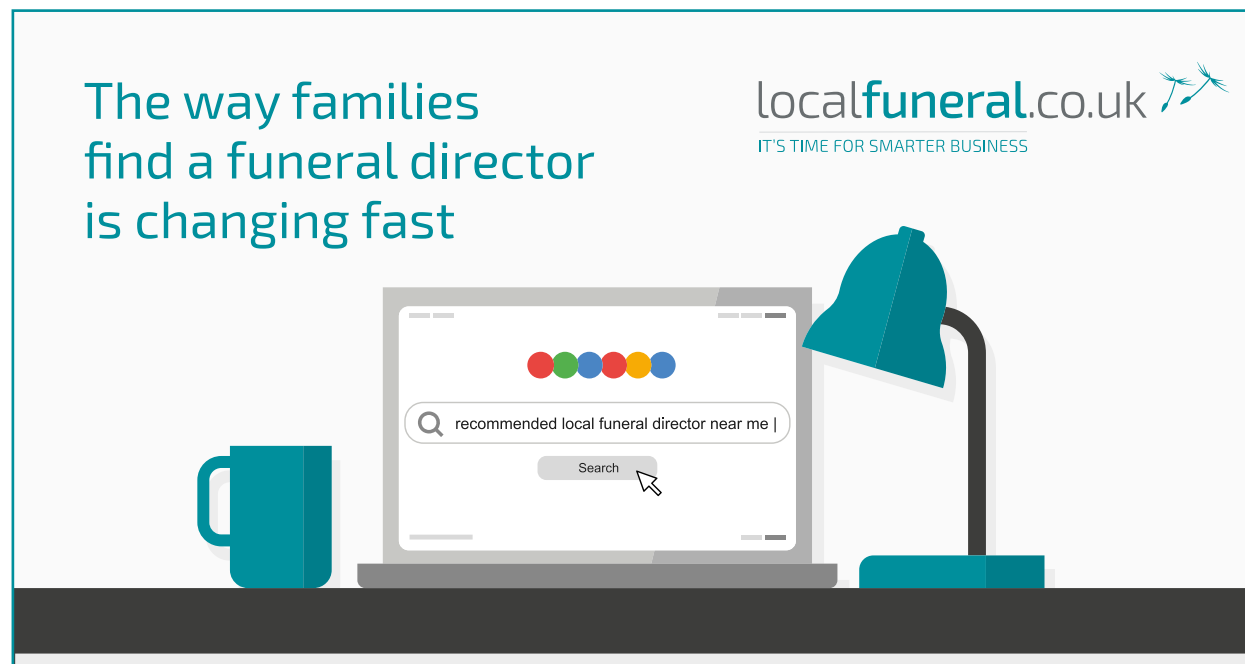 The way families
find a funeral director
is changing fast
localfuneral.co.uk
IT'S TIME FOR SMARTER BUSINESS
recommended local funeral director near me |
Search